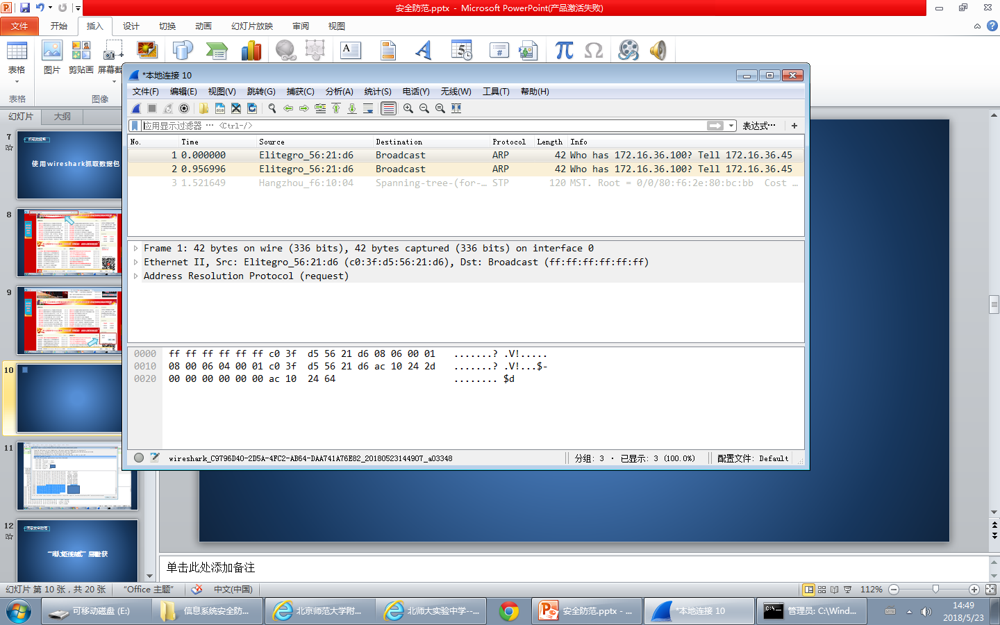 安全防范.pptx - Microsoft PowerPoint(产品激活失败)
文件 开始 插入 设计 切换 动画 幻灯片放映 审阅 视图
表格 图片 剪贴画 屏幕截
表格 图像
幻灯片 大纲
*本地连接 10
文件(F) 编辑(E) 视图(V) 跳转(G) 捕获(C) 分析(A) 统计(S) 电话(Y) 无线(W) 工具(T) 帮助(H)
应用显示过滤器 … <Ctrl-/> 表达式… +
No. Time Source Destination Protocol Length Info
1 0.000000 Elitegro_56:21:d6 Broadcast ARP 42 Who has 172.16.36.100? Tell 172.16.36.45
2 0.956996 Elitegro_56:21:d6 Broadcast ARP 42 Who has 172.16.36.100? Tell 172.16.36.45
3 1.521649 Hangzhou_f6:10:04 Spanning-tree-(for-… STP 120 MST. Root = 0/0/80:f6:2e:80:bc:bb Cost …
Frame 1: 42 bytes on wire (336 bits), 42 bytes captured (336 bits) on interface 0
Ethernet II, Src: Elitegro_56:21:d6 (c0:3f:d5:56:21:d6), Dst: Broadcast (ff:ff:ff:ff:ff:ff)
Address Resolution Protocol (request)
0000 ff ff ff ff ff ff c0 3f d5 56 21 d6 08 06 00 01 .......? .V!.....
0010 08 00 06 04 00 01 c0 3f d5 56 21 d6 ac 10 24 2d .......? .V!...$-
0020 00 00 00 00 00 00 ac 10 24 64 ........ $d
wireshark_C9796D40-2D5A-4FC2-AB64-DAA741A76E82_20180523144907_a03348 分组: 3 · 已显示: 3 (100.0%) 配置文件: Default
7
使用wireshark抓取数据包
8
9
10
11
12
单击此处添加备注
幻灯片 第 10 张，共 20 张 "Office 主题" 中文(中国) 112%
可移动磁盘 (E:) 信息系统安全防... 北京师范大学附... 北师大实验中学--... 安全防范.pptx - ... *本地连接 10 管理员: C:\Wind...
14:49
2018/5/23